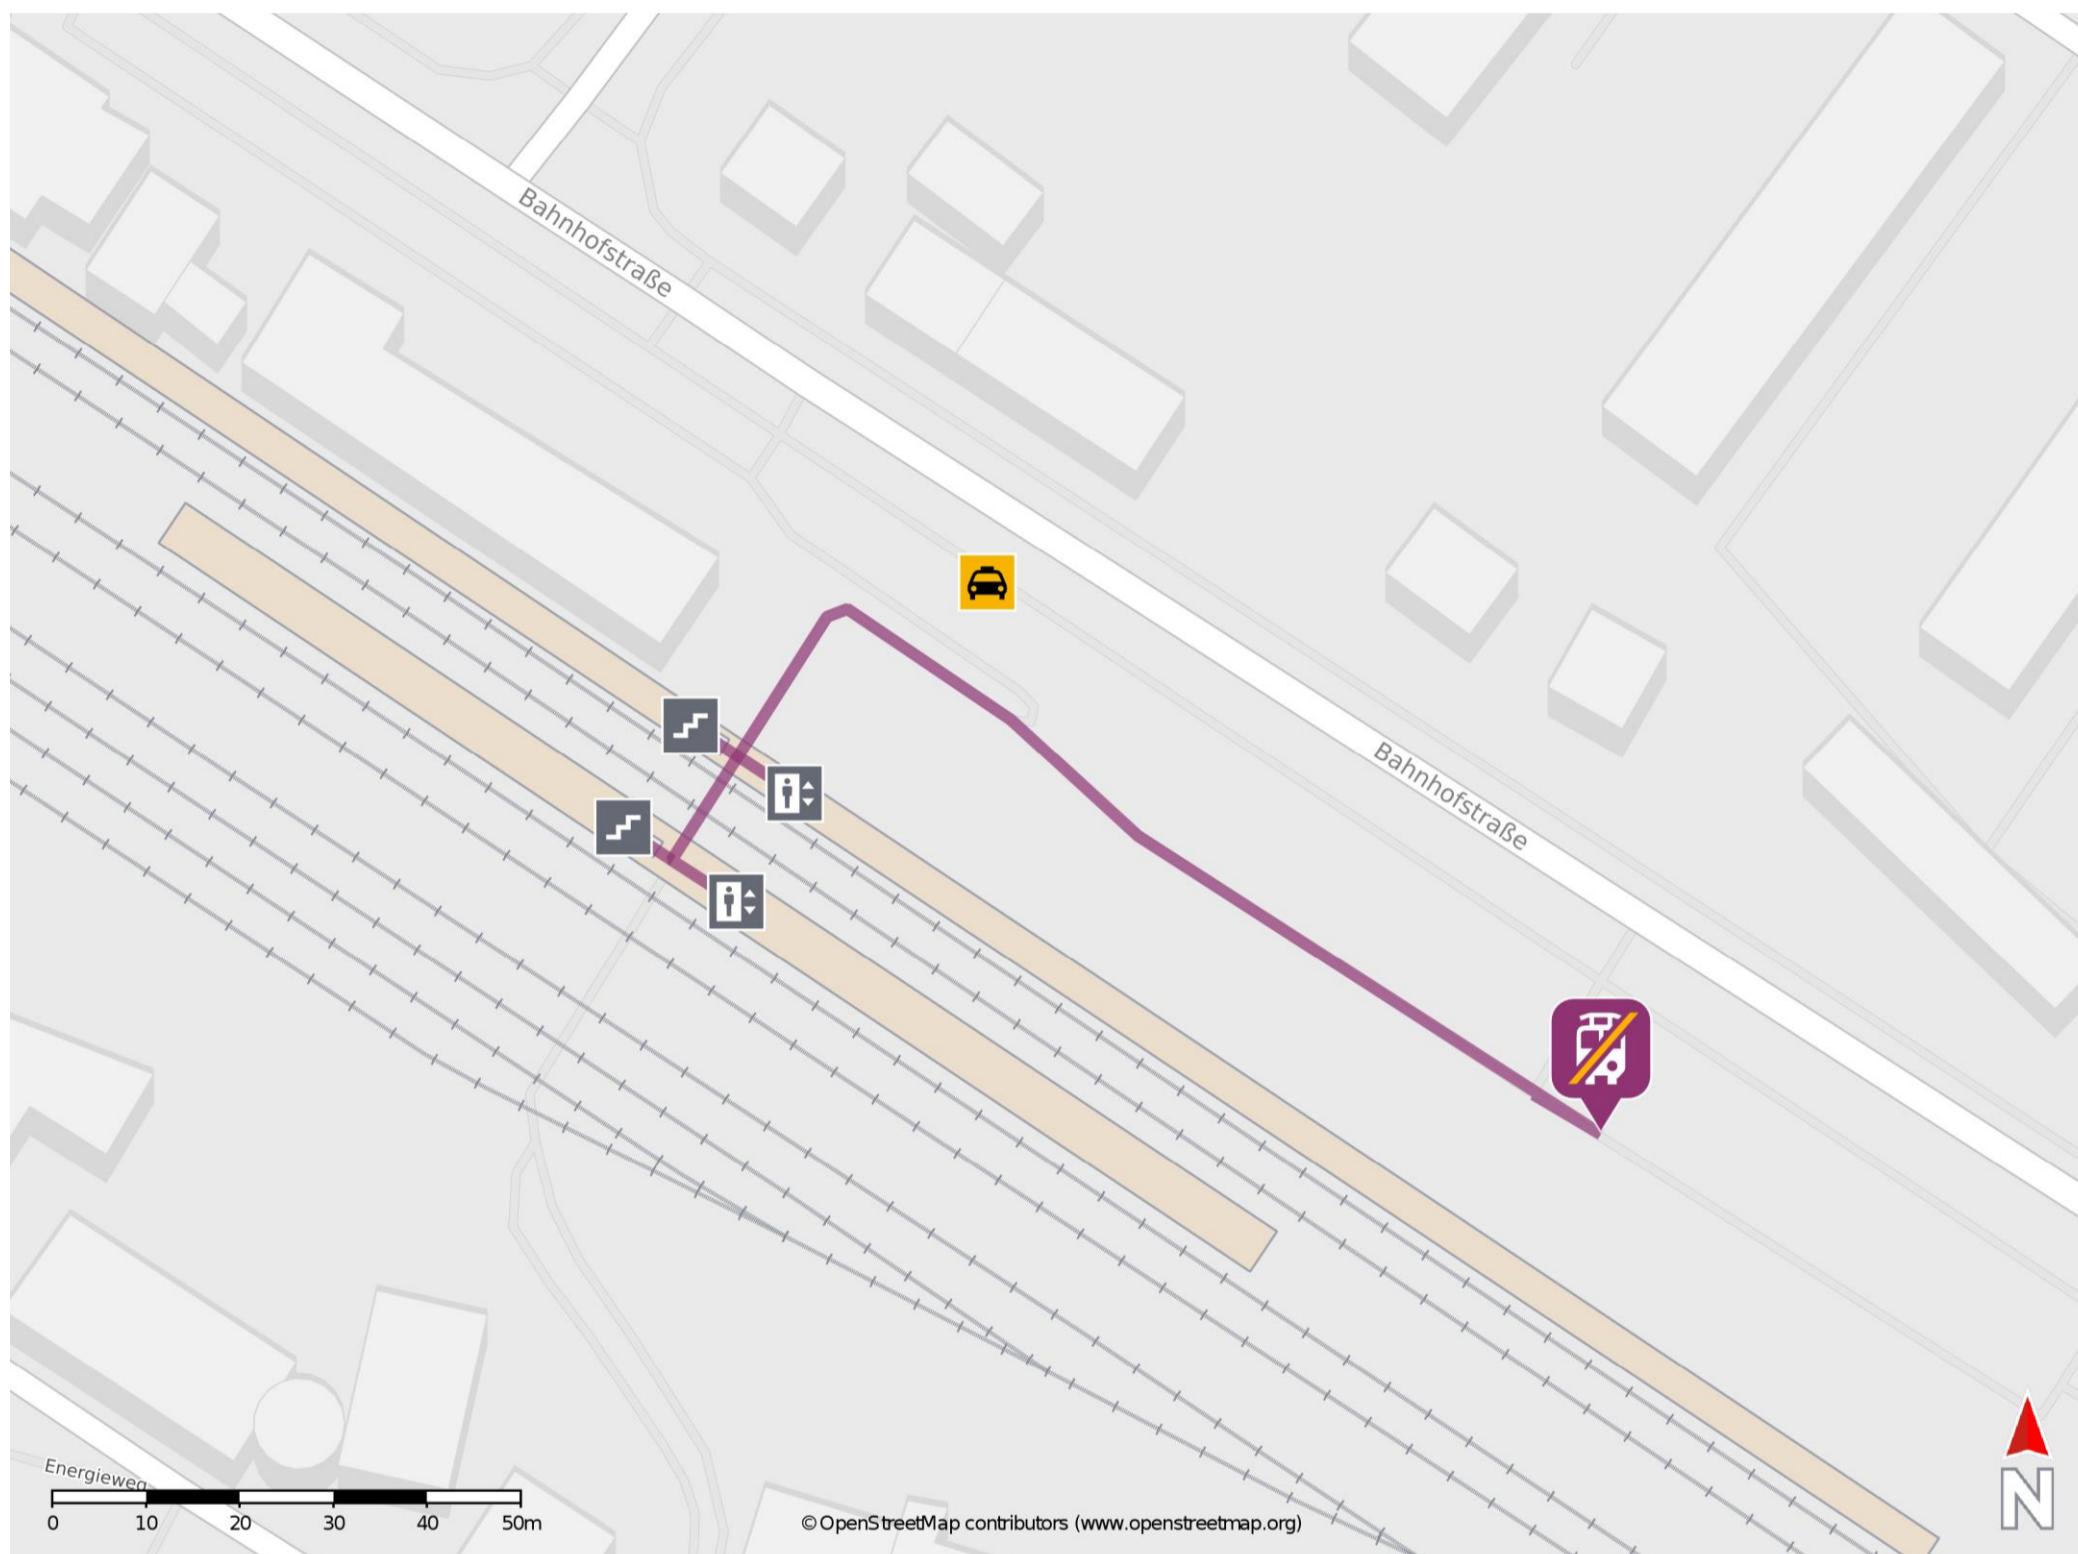 Bahnhofstraße
Bahnhofstraße
Energieweg
0 10 20 30 40 50m
© OpenStreetMap contributors (www.openstreetmap.org)
N